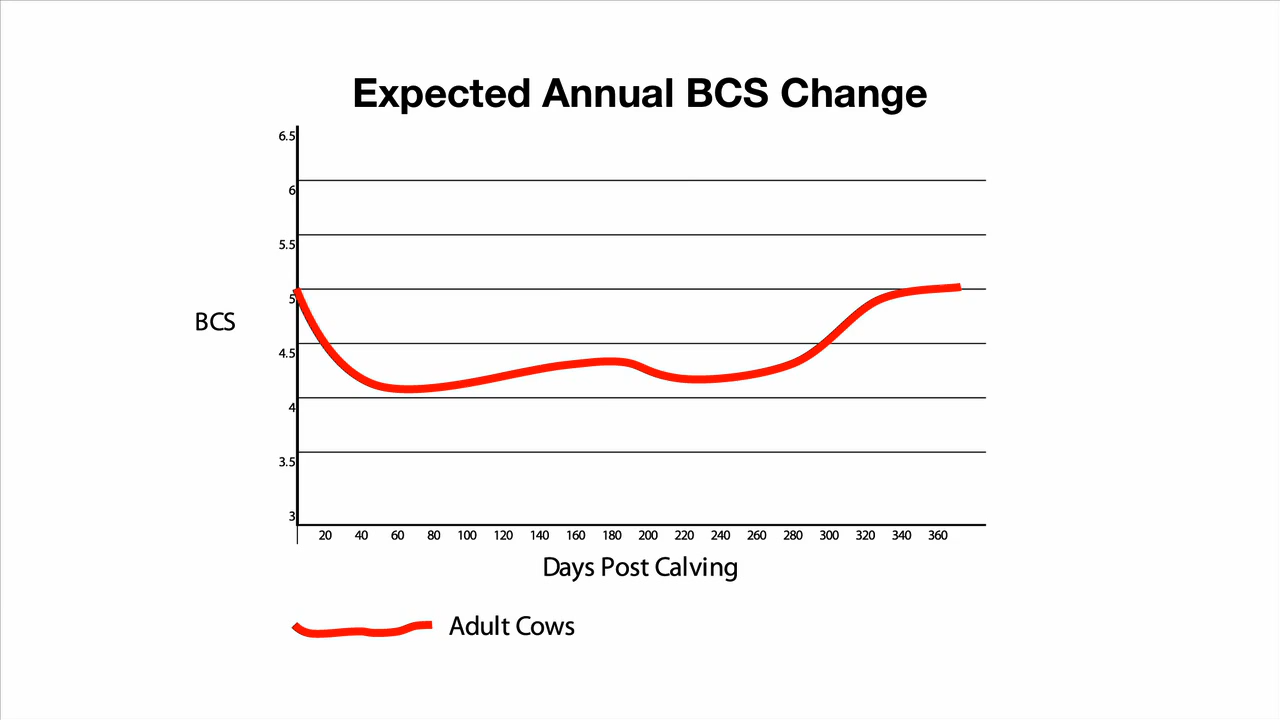 Expected Annual BCS Change
6.5
6
5.5
5
4.5
4
3.5
3
BCS
20 40 60 80 100 120 140 160 180 200 220 240 260 280 300 320 340 360
Days Post Calving
Adult Cows